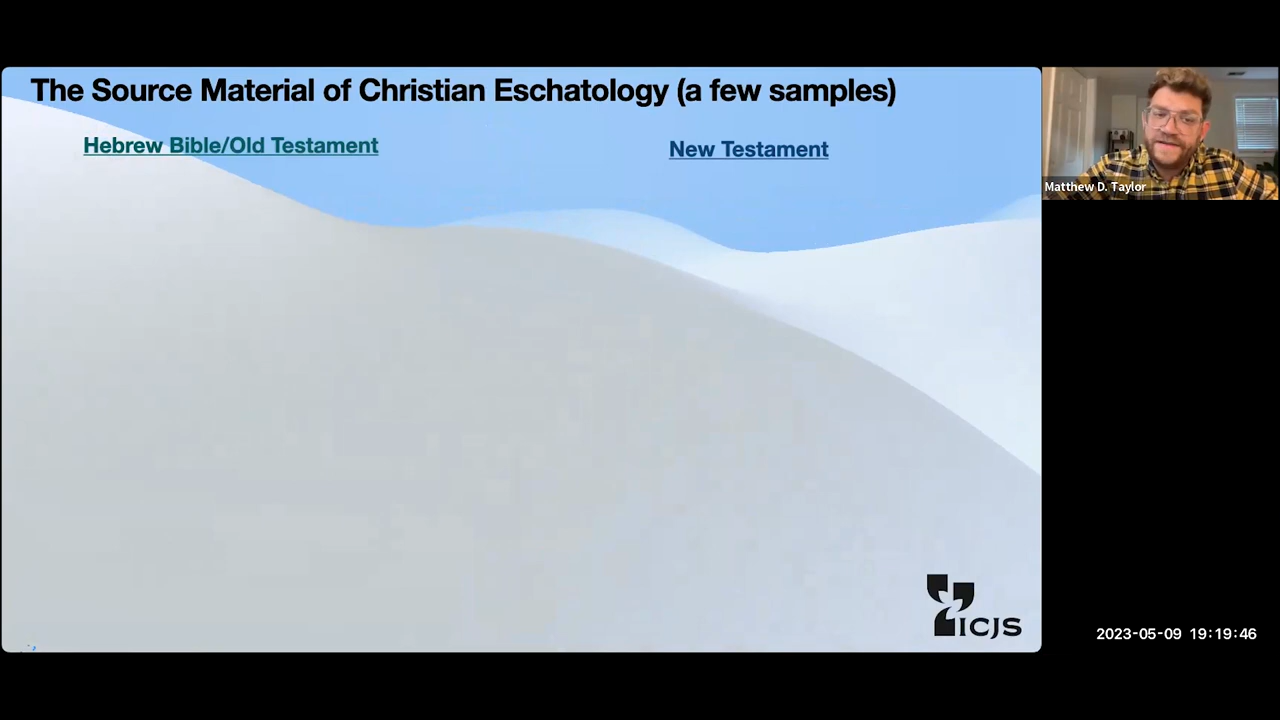 The Source Material of Christian Eschatology (a few samples)
Hebrew Bible/Old Testament
New Testament
Matthew D. Taylor
ICJS
2023-05-09 19:19:46